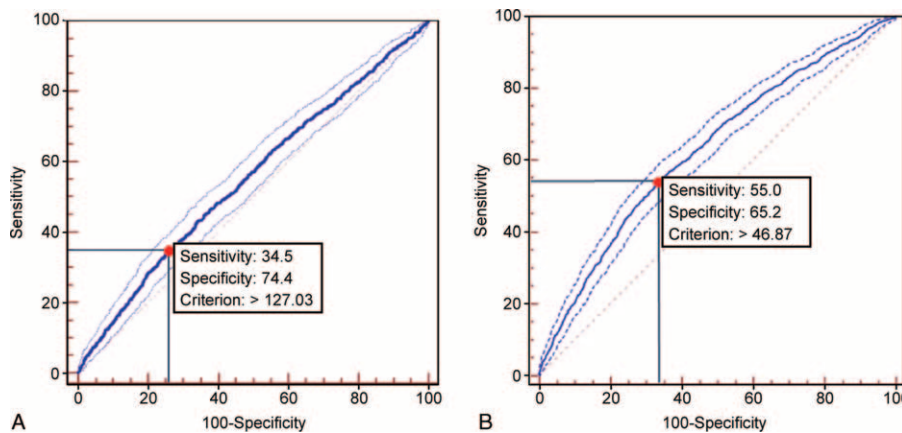 100
80
60
40
20
0
Sensitivity
Sensitivity: 34.5
Specificity: 74.4
Criterion: > 127.03
0 20 40 60 80 100
100-Specificity
A
100
80
60
40
20
0
Sensitivity
Sensitivity: 55.0
Specificity: 65.2
Criterion: > 46.87
0 20 40 60 80 100
100-Specificity
B